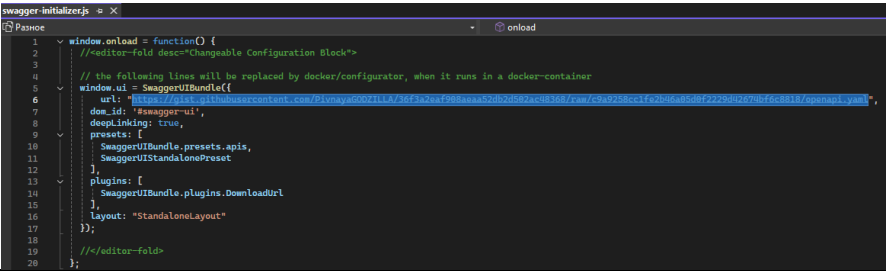 swagger-initializer.js
Разное onload
1 window.onload = function() {
2 //<editor-fold desc="Changeable Configuration Block">
3
4 // the following lines will be replaced by docker/configurator, when it runs in a docker-container
5 window.ui = SwaggerUIBundle({
6 url: "https://gist.githubusercontent.com/PivnayaGODZILLA/36f3a2eaf908aeaa52db2d502ac48368/raw/c9a9258cc1fe2b46a05d0f2229d42674bf6c8818/openapi.yaml",
7 dom_id: '#swagger-ui',
8 deepLinking: true,
9 presets: [
10 SwaggerUIBundle.presets.apis,
11 SwaggerUIStandalonePreset
12 ],
13 plugins: [
14 SwaggerUIBundle.plugins.DownloadUrl
15 ],
16 layout: "StandaloneLayout"
17 });
18
19 //</editor-fold>
20 };